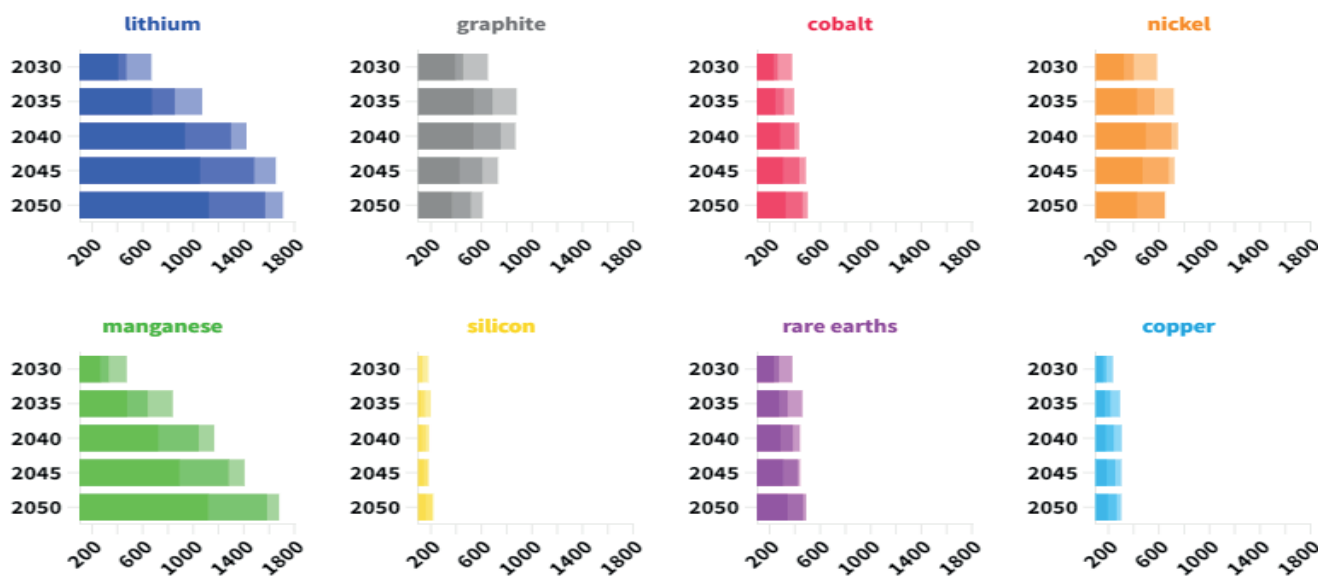 lithium graphite cobalt nickel
2030 2030 2030 2030
2035 2035 2035 2035
2040 2040 2040 2040
2045 2045 2045 2045
2050 2050 2050 2050
200 600 1000 1400 1800 200 600 1000 1400 1800 200 600 1000 1400 1800 200 600 1000 1400 1800
manganese silicon rare earths copper
2030 2030 2030 2030
2035 2035 2035 2035
2040 2040 2040 2040
2045 2045 2045 2045
2050 2050 2050 2050
200 600 1000 1400 1800 200 600 1000 1400 1800 200 600 1000 1400 1800 200 600 1000 1400 1800